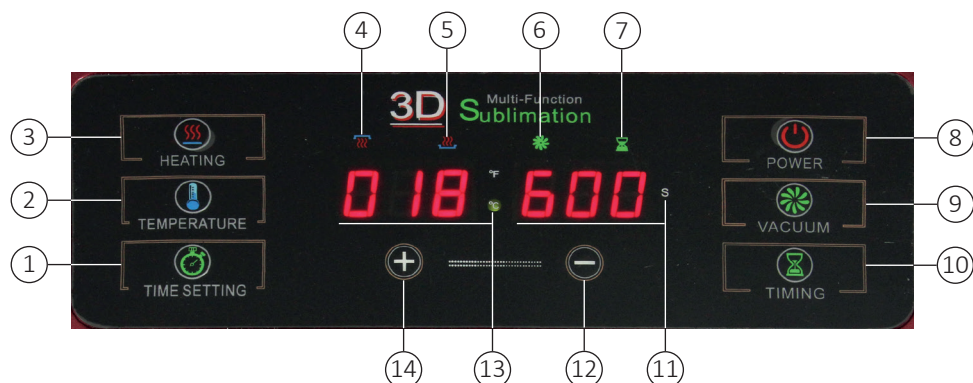 4 5 6 7
3D Multi-Function
Sublimation
3 HEATING
POWER 8
018 °F °C 600 S
2 TEMPERATURE
VACUUM 9
1 TIME SETTING
+ −
TIMING 10
14 13 12 11